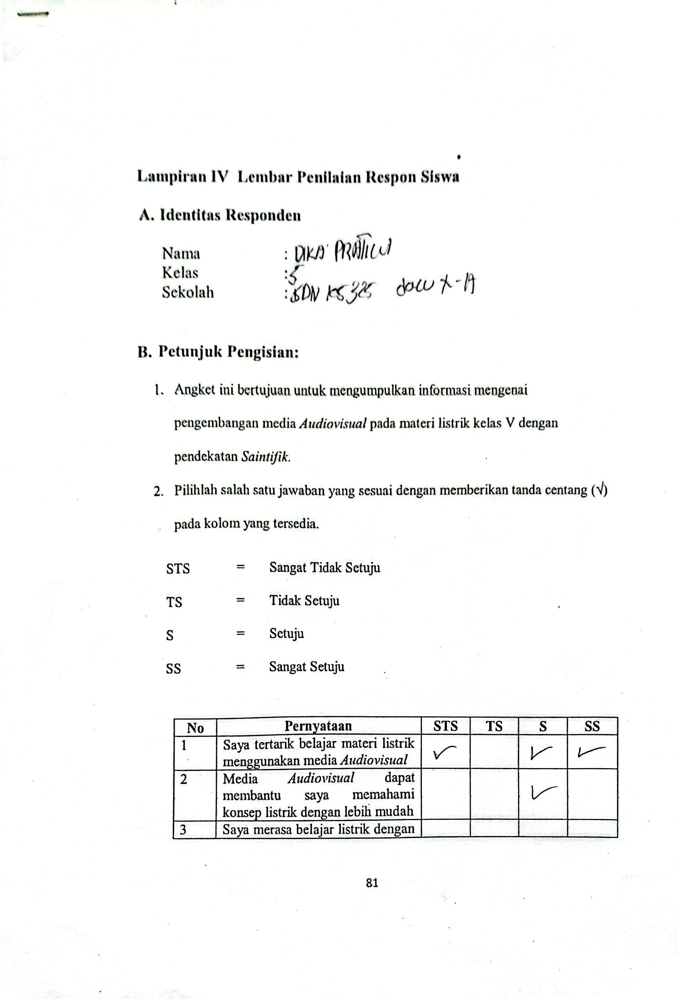 Lampiran IV Lembar Penilaian Respon Siswa
A. Identitas Responden
Nama : DIKA PRATIWI
Kelas : 5
Sekolah : SDN KS 325
B. Petunjuk Pengisian:
1. Angket ini bertujuan untuk mengumpulkan informasi mengenai
pengembangan media Audiovisual pada materi listrik kelas V dengan
pendekatan Saintifik.
2. Pilihlah salah satu jawaban yang sesuai dengan memberikan tanda centang (√)
pada kolom yang tersedia.
STS = Sangat Tidak Setuju
TS = Tidak Setuju
S = Setuju
SS = Sangat Setuju
No Pernyataan STS TS S SS
1 Saya tertarik belajar materi listrik ✓ ✓ ✓
menggunakan media Audiovisual
2 Media Audiovisual dapat
membantu saya memahami ✓
konsep listrik dengan lebih mudah
3 Saya merasa belajar listrik dengan
81